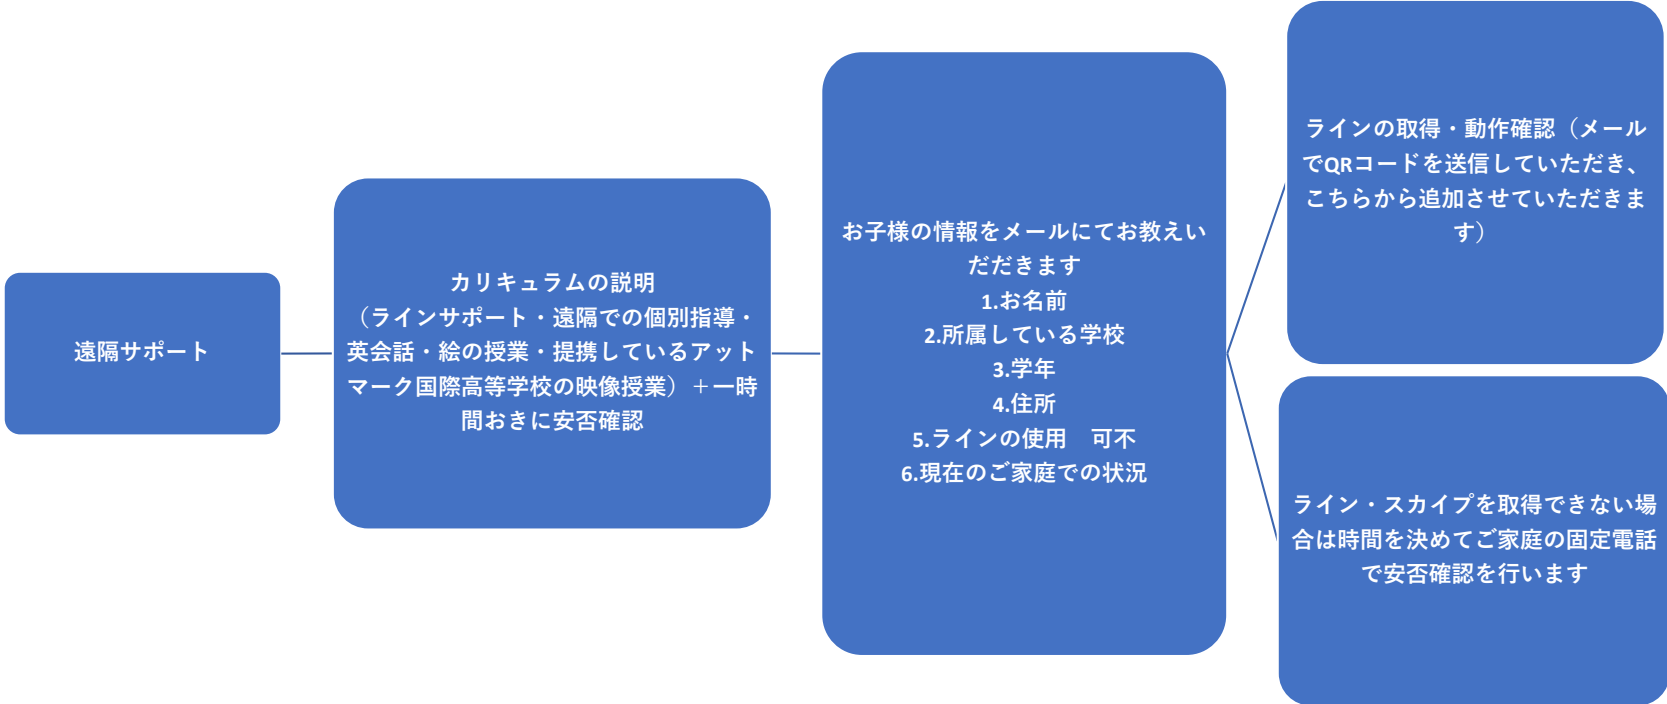 遠隔サポート
カリキュラムの説明
（ラインサポート・遠隔での個別指導・
英会話・絵の授業・提携しているアット
マーク国際高等学校の映像授業）＋一時
間おきに安否確認
お子様の情報をメールにてお教えい
だだきます
1.お名前
2.所属している学校
3.学年
4.住所
5.ラインの使用　可不
6.現在のご家庭での状況
ラインの取得・動作確認（メール
でQRコードを送信していただき、
こちらから追加させていただきま
す）
ライン・スカイプを取得できない場
合は時間を決めてご家庭の固定電話
で安否確認を行います